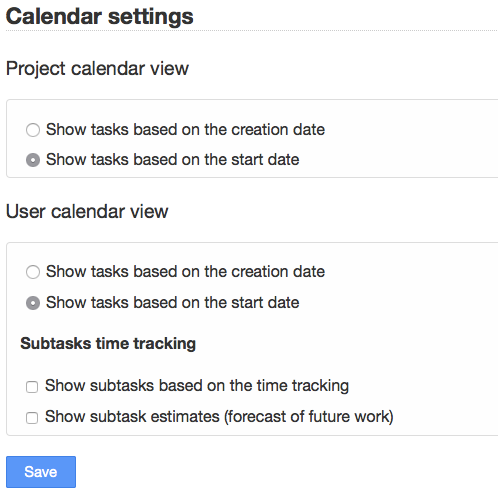 Calendar settings
Project calendar view
Show tasks based on the creation date
Show tasks based on the start date
User calendar view
Show tasks based on the creation date
Show tasks based on the start date
Subtasks time tracking
Show subtasks based on the time tracking
Show subtask estimates (forecast of future work)
Save